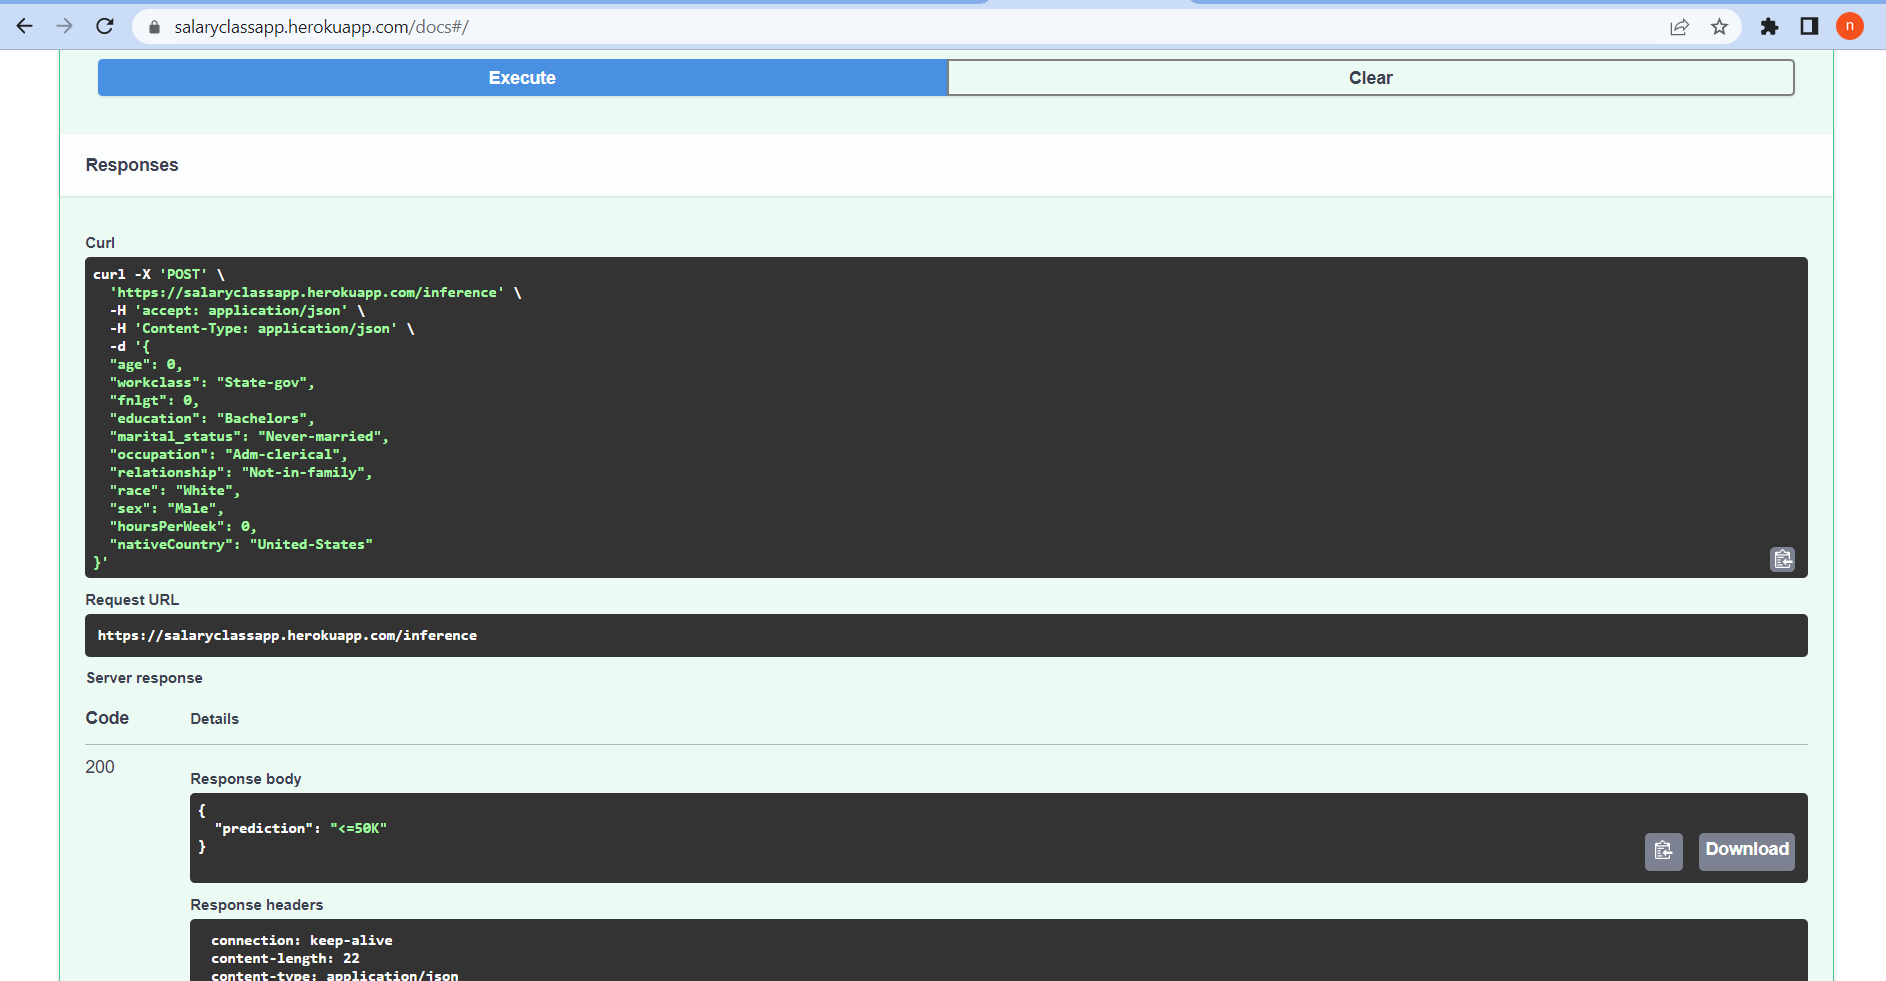 salaryclassapp.herokuapp.com/docs#/
n
Execute
Clear
Responses
Curl
curl -X 'POST' \
  'https://salaryclassapp.herokuapp.com/inference' \
  -H 'accept: application/json' \
  -H 'Content-Type: application/json' \
  -d '{
  "age": 0,
  "workclass": "State-gov",
  "fnlgt": 0,
  "education": "Bachelors",
  "marital_status": "Never-married",
  "occupation": "Adm-clerical",
  "relationship": "Not-in-family",
  "race": "White",
  "sex": "Male",
  "hoursPerWeek": 0,
  "nativeCountry": "United-States"
}'
Request URL
https://salaryclassapp.herokuapp.com/inference
Server response
Code Details
200
Response body
{
  "prediction": "<=50K"
}
Download
Response headers
connection: keep-alive
content-length: 22
content-type: application/json